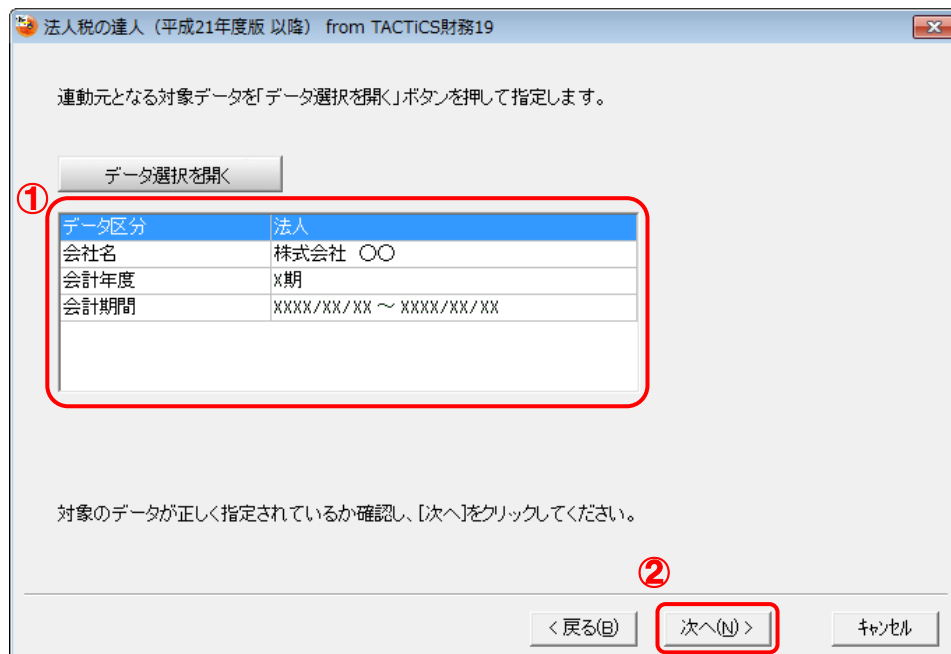 法人税の達人（平成21年度版 以降） from TACTiCS財務19
連動元となる対象データを「データ選択を開く」ボタンを押して指定します。
データ選択を開く
①
データ区分 法人
会社名 株式会社 〇〇
会計年度 X期
会計期間 XXXX/XX/XX ～ XXXX/XX/XX
対象のデータが正しく指定されているか確認し、[次へ]をクリックしてください。
②
< 戻る(B) 次へ(N) > キャンセル